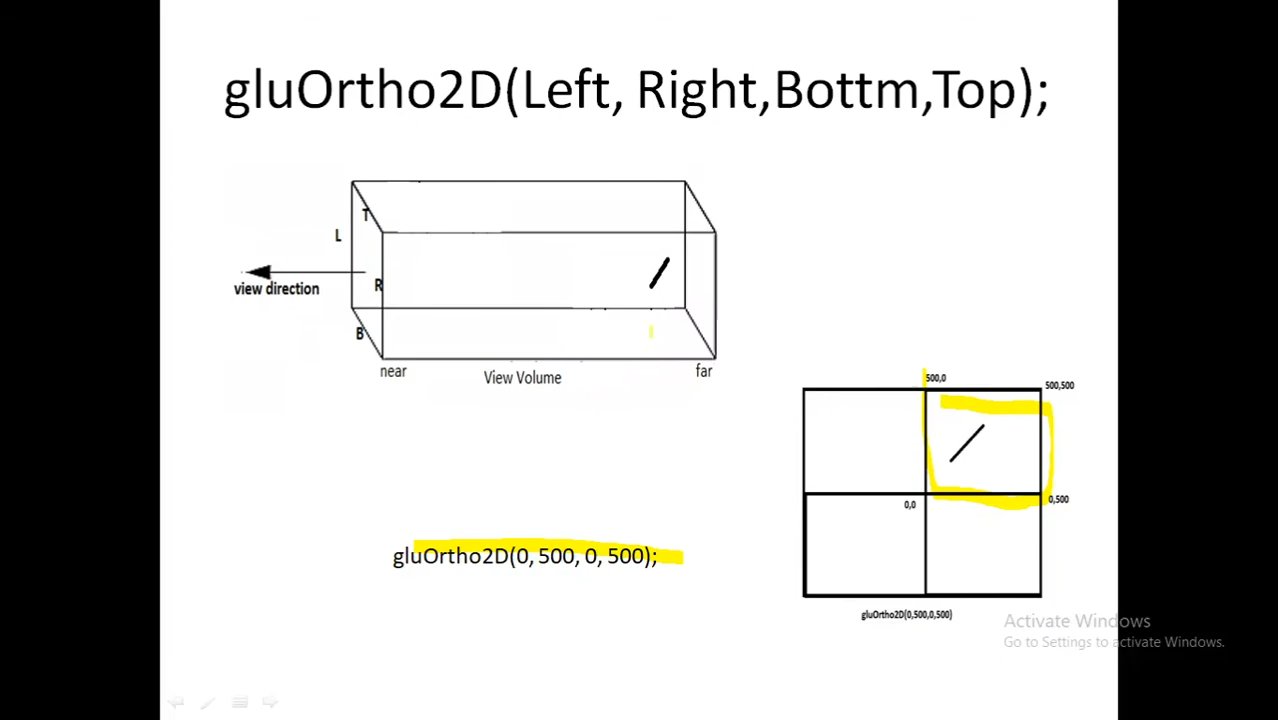 gluOrtho2D(Left, Right,Bottm,Top);
T
L
R
view direction
B
near
View Volume
far
500,0
500,500
0,500
0,0
gluOrtho2D(0, 500, 0, 500);
gluOrtho2D(0,500,0,500)
Activate Windows
Go to Settings to activate Windows.